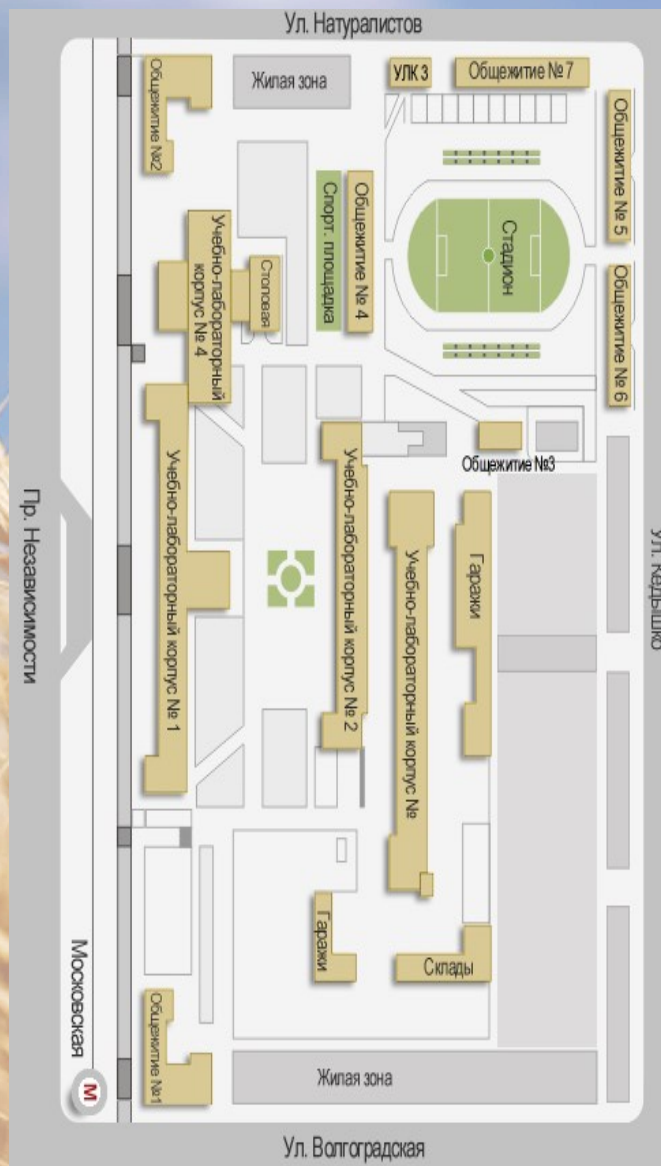 Ул. Натуралистов
Общежитие №2
Жилая зона
УЛК 3
Общежитие № 7
Общежитие № 5
Общежитие № 4
Спорт. площадка
Стадион
Учебно-лабораторный
корпус № 4
Столовая
Общежитие № 6
Общежитие №3
Учебно-лабораторный корпус № 1
Учебно-лабораторный корпус № 2
Учебно-лабораторный корпус №
Гаражи
Пр. Независимости
Ул. Кедышко
Гаражи
Склады
Московская
М
Общежитие №1
Жилая зона
Ул. Волгоградская